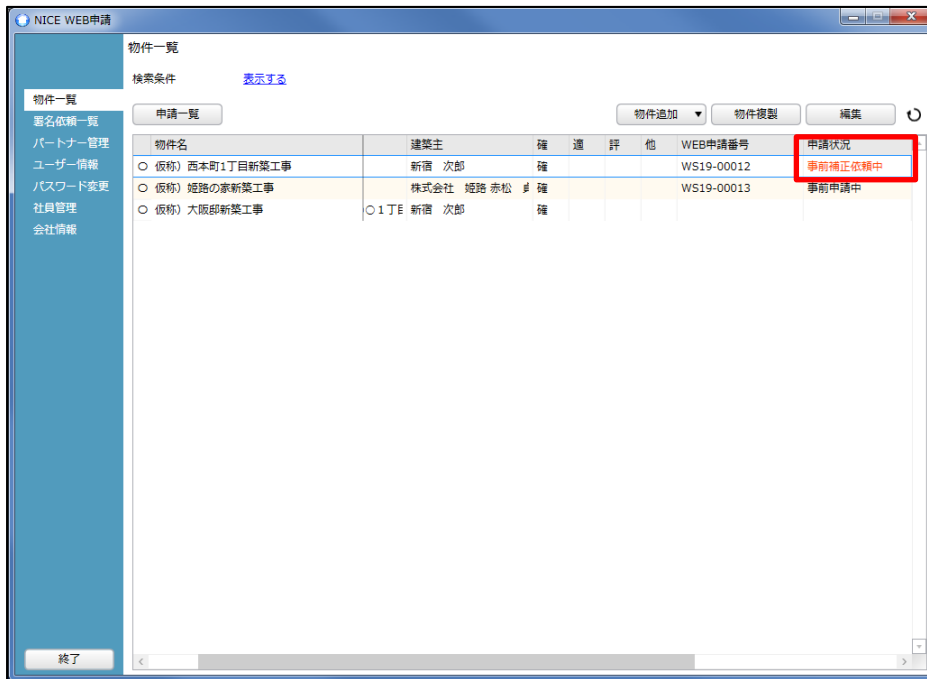 NICE WEB申請
物件一覧
検索条件 表示する
物件一覧
署名依頼一覧
パートナー管理
ユーザー情報
パスワード変更
社員管理
会社情報
申請一覧 物件追加 ▼ 物件複製 編集
物件名 建築主 確 適 評 他 WEB申請番号 申請状況
○ 仮称）西本町1丁目新築工事 新宿 次郎 確 WS19-00012 事前補正依頼中
○ 仮称）姫路の家新築工事 株式会社 姫路 赤松 確 WS19-00013 事前申請中
○ 仮称）大阪邸新築工事 ○1丁目 新宿 次郎 確
終了